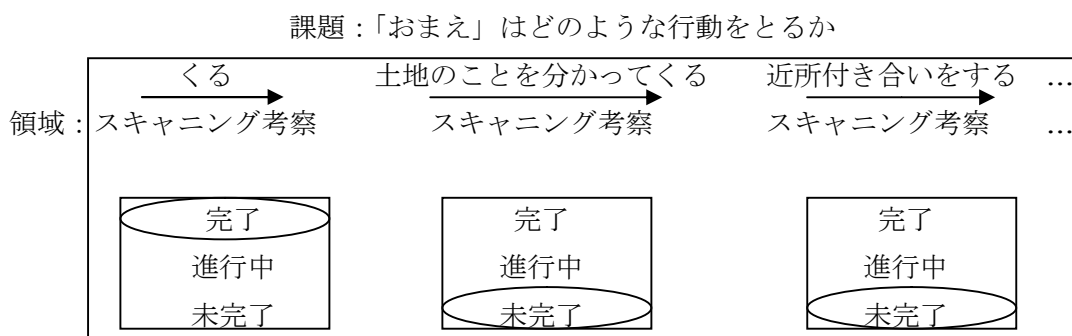 課題：「おまえ」はどのような行動をとるか
くる 土地のことを分かってくる 近所付き合いをする …
領域：スキャニング考察 スキャニング考察 スキャニング考察 …
完了 完了 完了
進行中 進行中 進行中
未完了 未完了 未完了